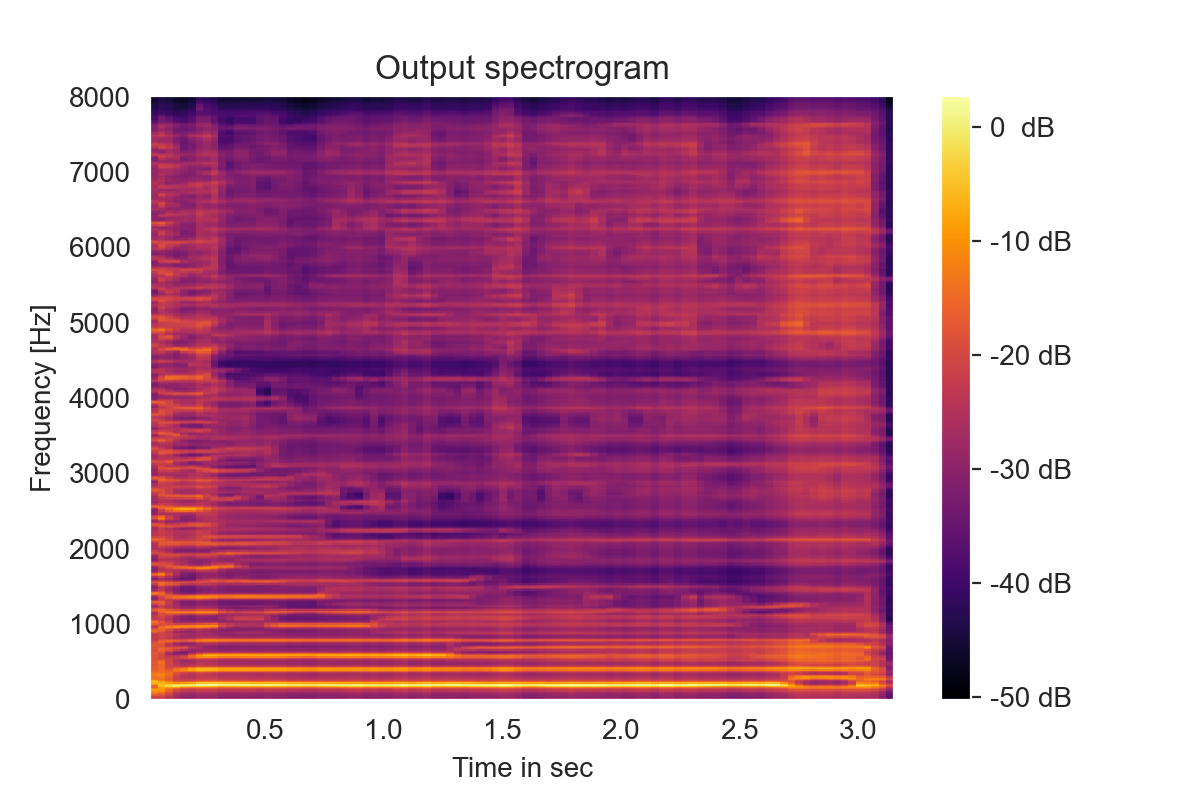 Output spectrogram
8000
7000
6000
5000
4000
3000
2000
1000
0
Frequency [Hz]
0.5 1.0 1.5 2.0 2.5 3.0
Time in sec
0 dB
-10 dB
-20 dB
-30 dB
-40 dB
-50 dB